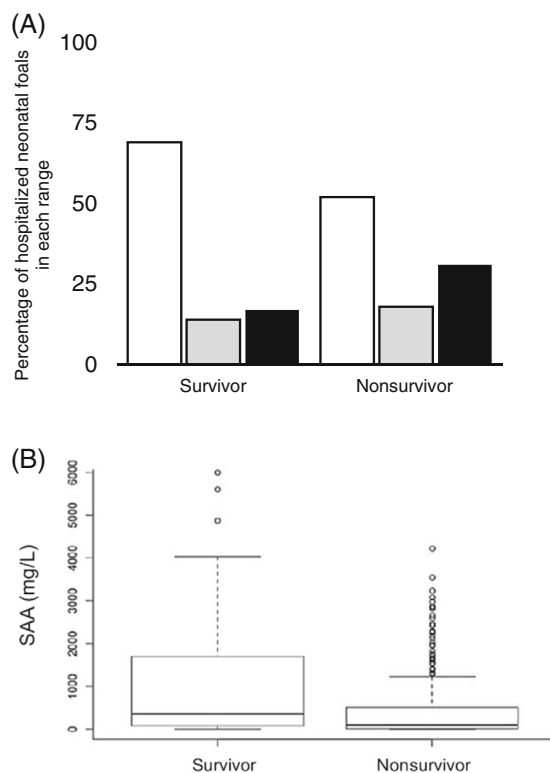 (A)
Percentage of hospitalized neonatal foals
in each range
100
75
50
25
0
Survivor
Nonsurvivor
(B)
SAA (mg/L)
6000
5000
4000
3000
2000
1000
0
Survivor
Nonsurvivor